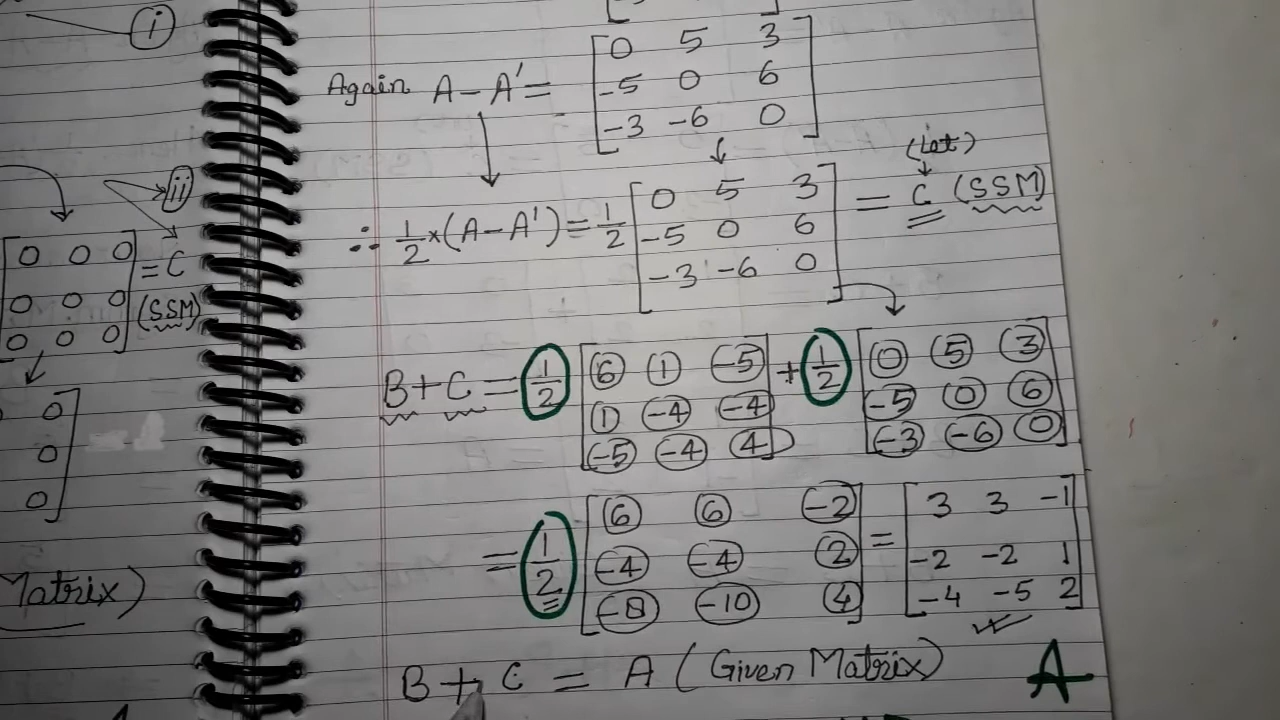 i
ii
[0 0 0
0 0 0
0 0 0] = C
(SSM)
0
0
0]
Matrix)
Again A - A' = [0 5 3
-5 0 6
-3 -6 0]
(Let)
∴ 1/2 × (A - A') = 1/2 [0 5 3
-5 0 6
-3 -6 0] = C (SSM)
B + C = 1/2 [6 1 -5
1 -4 -4
-5 -4 4] + 1/2 [0 5 3
-5 0 6
-3 -6 0]
= 1/2 [6 6 -2
-4 -4 2
-8 -10 4] = [3 3 -1
-2 -2 1
-4 -5 2]
B + C = A (Given Matrix)
A